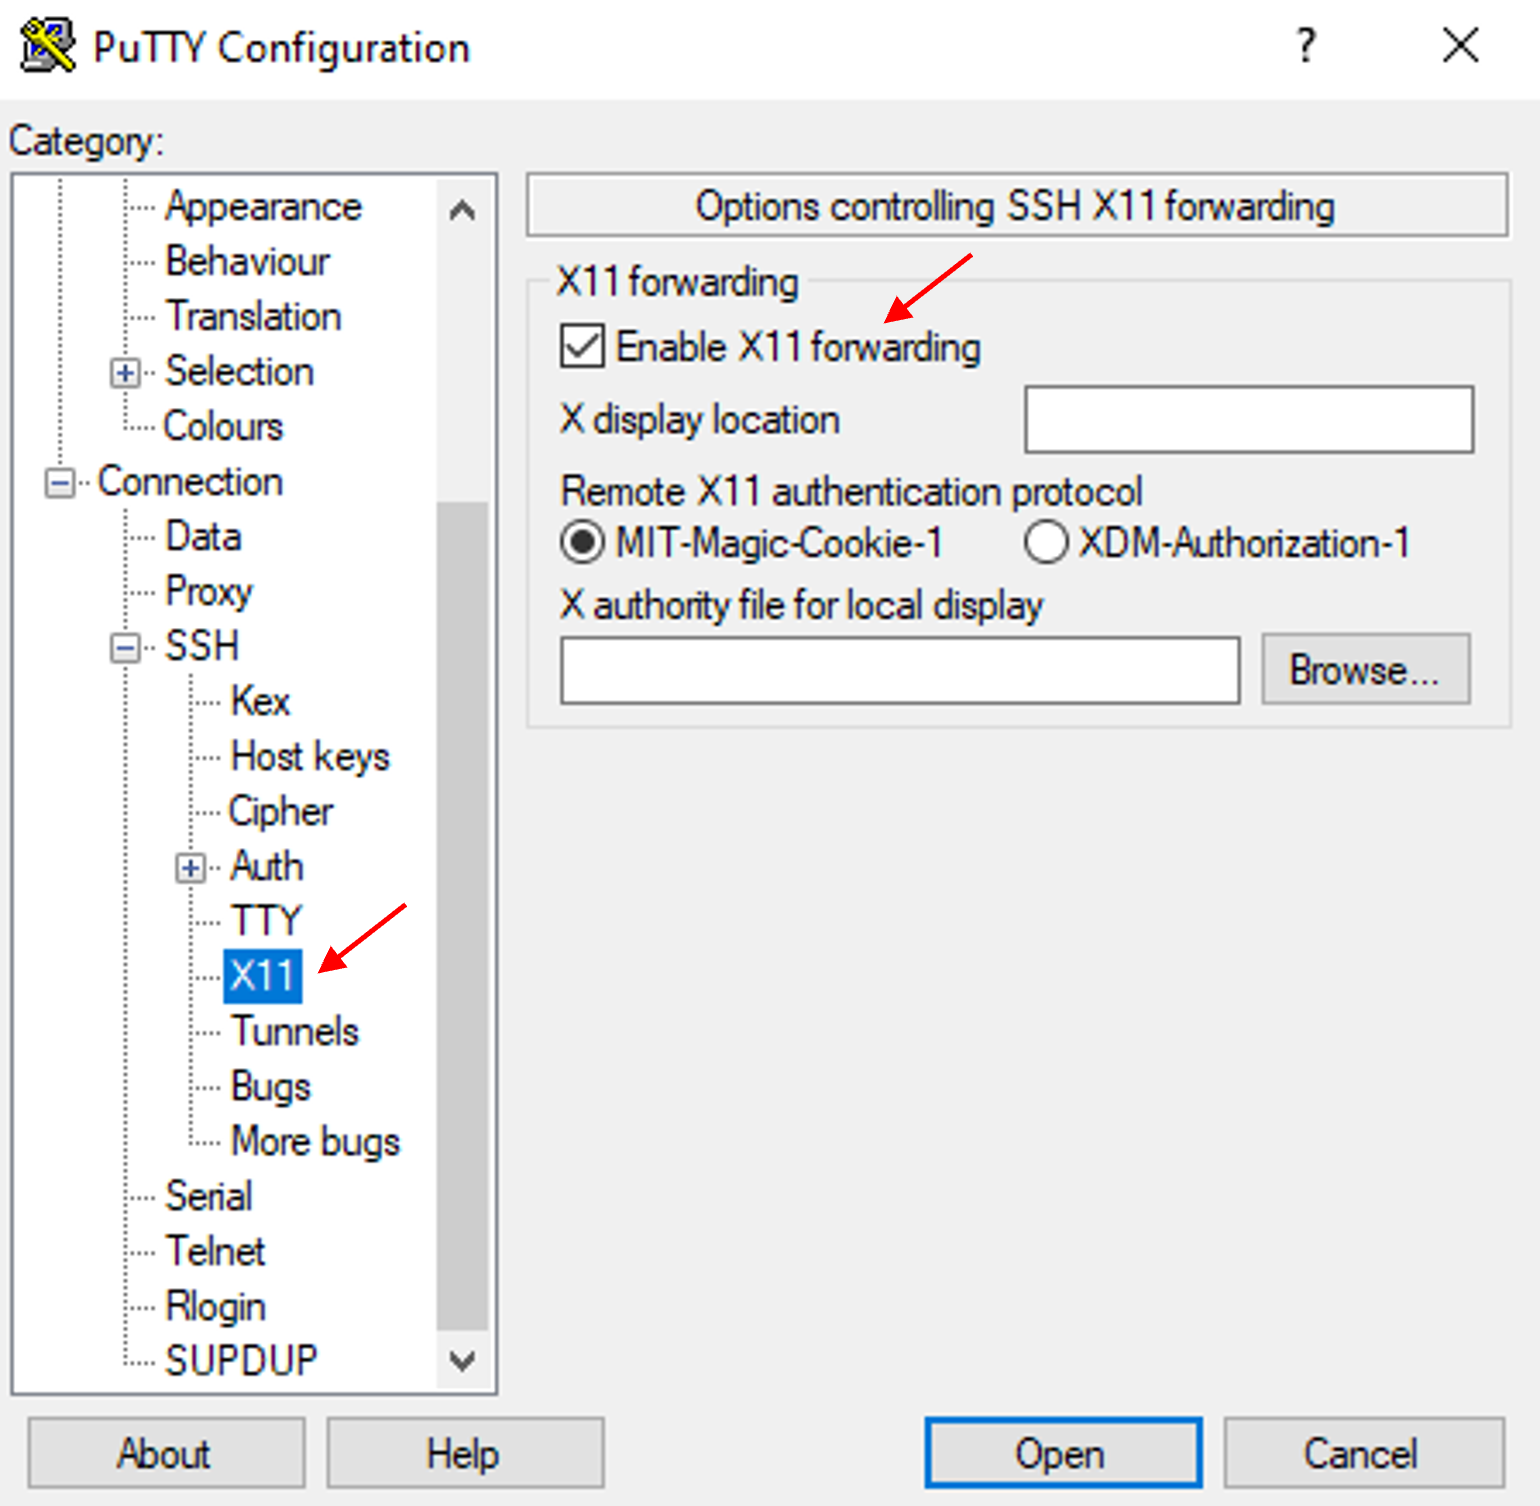 PuTTY Configuration
?
Category:
Appearance
Behaviour
Translation
Selection
Colours
Connection
Data
Proxy
SSH
Kex
Host keys
Cipher
Auth
TTY
X11
Tunnels
Bugs
More bugs
Serial
Telnet
Rlogin
SUPDUP
Options controlling SSH X11 forwarding
X11 forwarding
Enable X11 forwarding
X display location
Remote X11 authentication protocol
MIT-Magic-Cookie-1 XDM-Authorization-1
X authority file for local display
Browse...
About Help Open Cancel